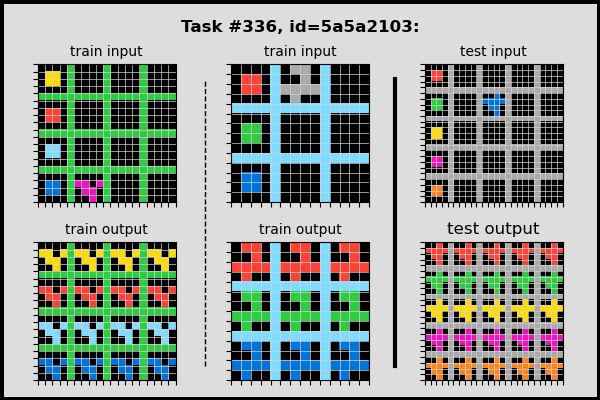 Task #336, id=5a5a2103:
train input
train input
test input
train output
train output
test output